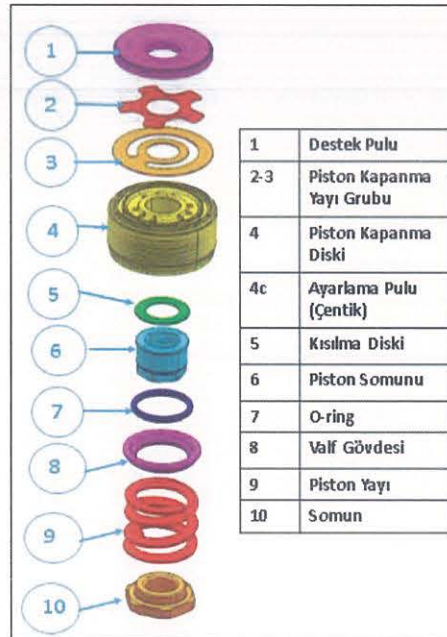 1
2
3
4
5
6
7
8
9
10
1 Destek Pulu
2-3 Piston Kapanma
Yayı Grubu
4 Piston Kapanma
Diski
4c Ayarlama Pulu
(Çentik)
5 Kısılma Diski
6 Piston Somunu
7 O-ring
8 Valf Gövdesi
9 Piston Yayı
10 Somun